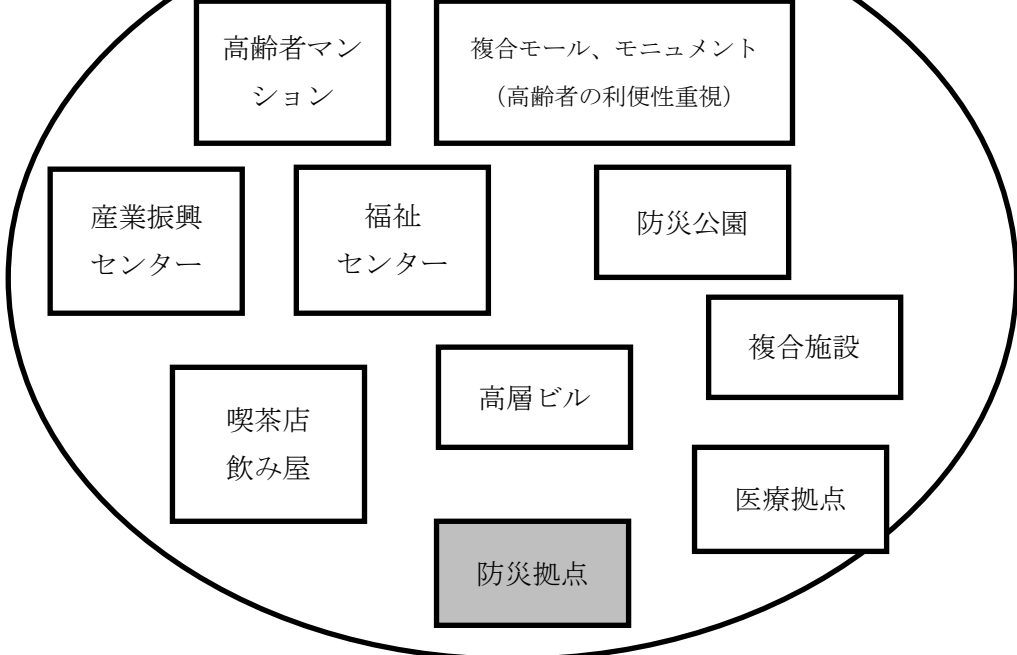 高齢者マン
ション
複合モール、モニュメント
（高齢者の利便性重視）
産業振興
センター
福祉
センター
防災公園
複合施設
高層ビル
喫茶店
飲み屋
医療拠点
防災拠点